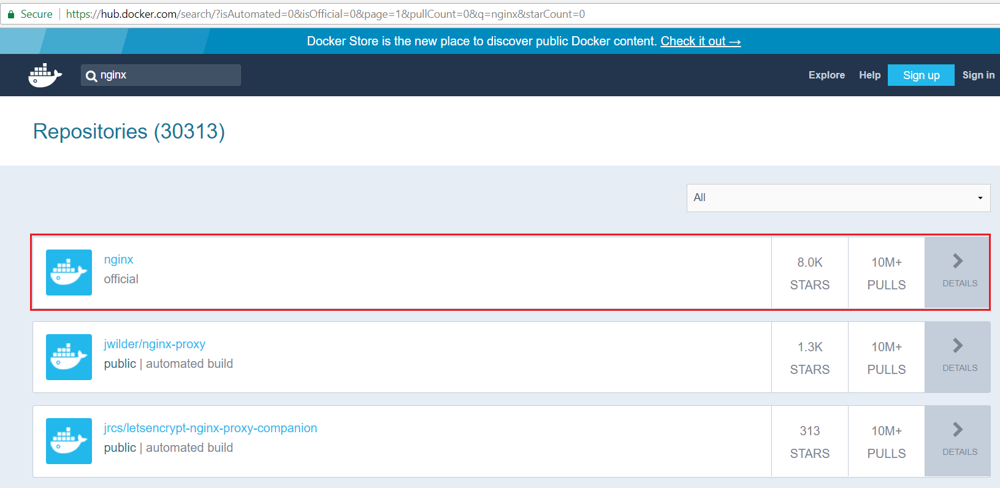 Secure https://hub.docker.com/search/?isAutomated=0&isOfficial=0&page=1&pullCount=0&q=nginx&starCount=0
Docker Store is the new place to discover public Docker content. Check it out →
nginx Explore Help Sign up Sign in
Repositories (30313)
All
nginx
official
8.0K
STARS
10M+
PULLS
DETAILS
jwilder/nginx-proxy
public | automated build
1.3K
STARS
10M+
PULLS
DETAILS
jrcs/letsencrypt-nginx-proxy-companion
public | automated build
313
STARS
10M+
PULLS
DETAILS